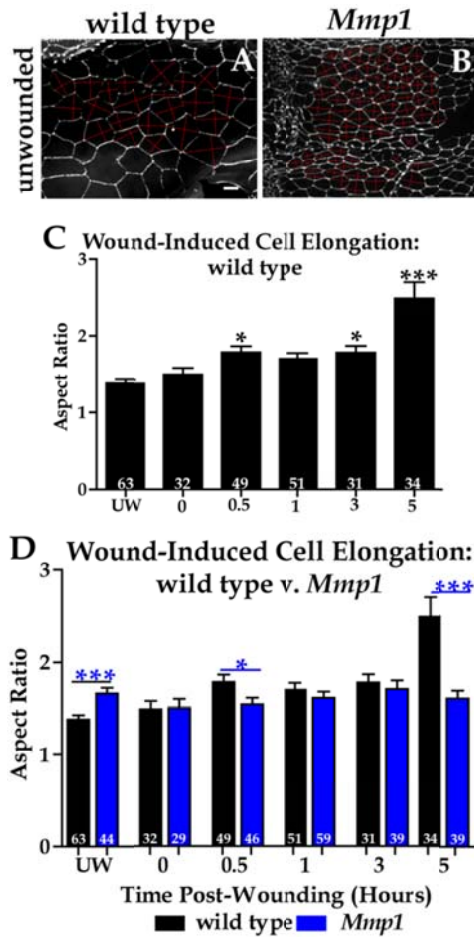 wild type
Mmp1
unwounded
A
B
C Wound-Induced Cell Elongation:
wild type
Aspect Ratio
3
2
1
0
*
*
***
63 32 49 51 31 34
UW 0 0.5 1 3 5
D Wound-Induced Cell Elongation:
wild type v. Mmp1
Aspect Ratio
3
2
1
0
***
*
***
63 44 32 29 49 46 51 59 31 39 34 39
UW 0 0.5 1 3 5
Time Post-Wounding (Hours)
wild type Mmp1